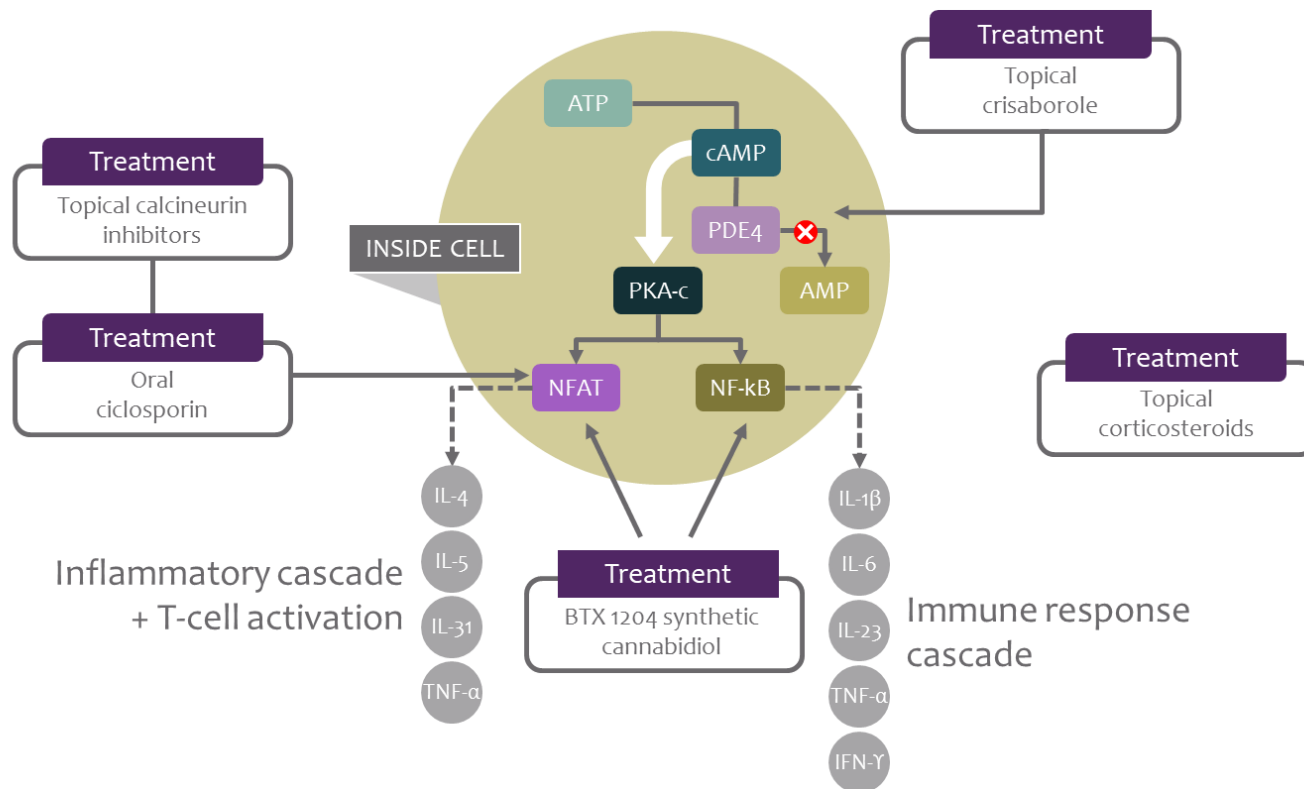 Treatment
Topical
crisaborole
ATP
cAMP
Treatment
Topical calcineurin
inhibitors
PDE4
INSIDE CELL
PKA-c
AMP
Treatment
Oral
ciclosporin
Treatment
Topical
corticosteroids
NFAT
NF-kB
IL-4
IL-5
IL-31
TNF-α
Inflammatory cascade
+ T-cell activation
Treatment
BTX 1204 synthetic
cannabidiol
IL-1β
IL-6
IL-23
TNF-α
IFN-ϒ
Immune response
cascade